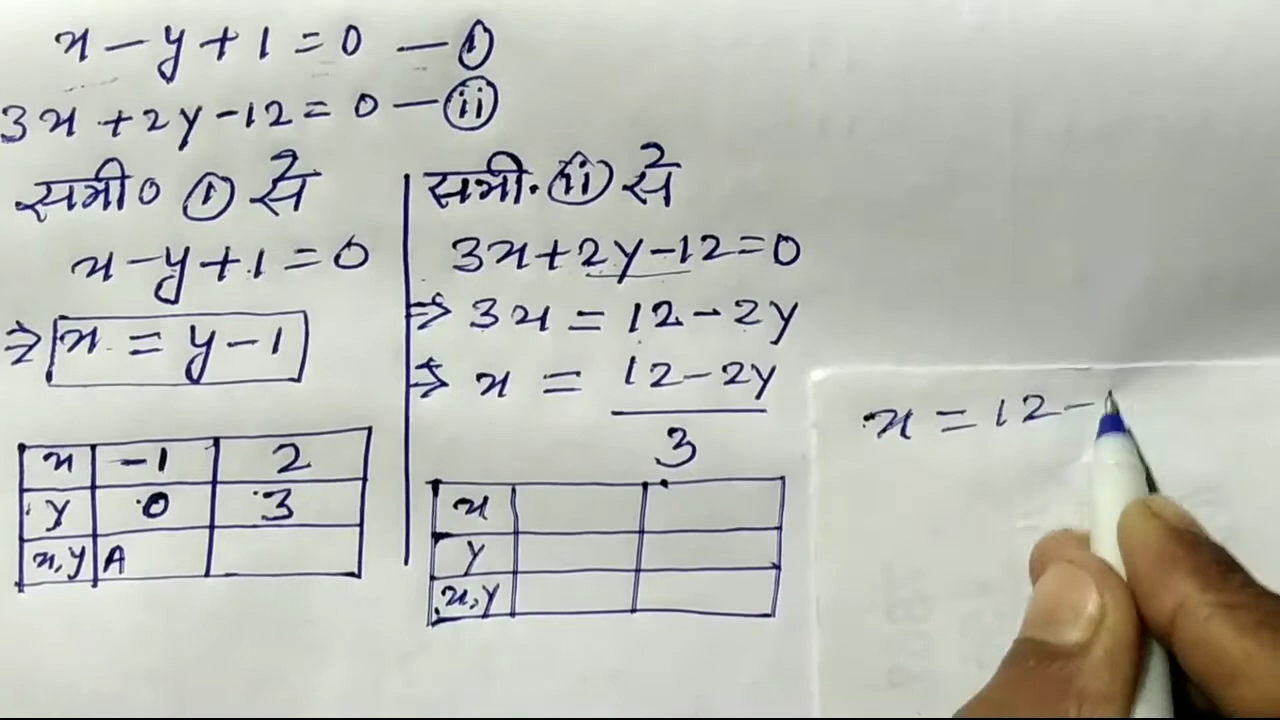 x - y + 1 = 0 — (i)
3x + 2y - 12 = 0 — (ii)
समी० (i) से
x - y + 1 = 0
⇒ x = y - 1
x -1 2
y 0 3
x,y A
समी. (ii) से
3x + 2y - 12 = 0
⇒ 3x = 12 - 2y
⇒ x = 12 - 2y
3
x
y
x,y
x = 12 -